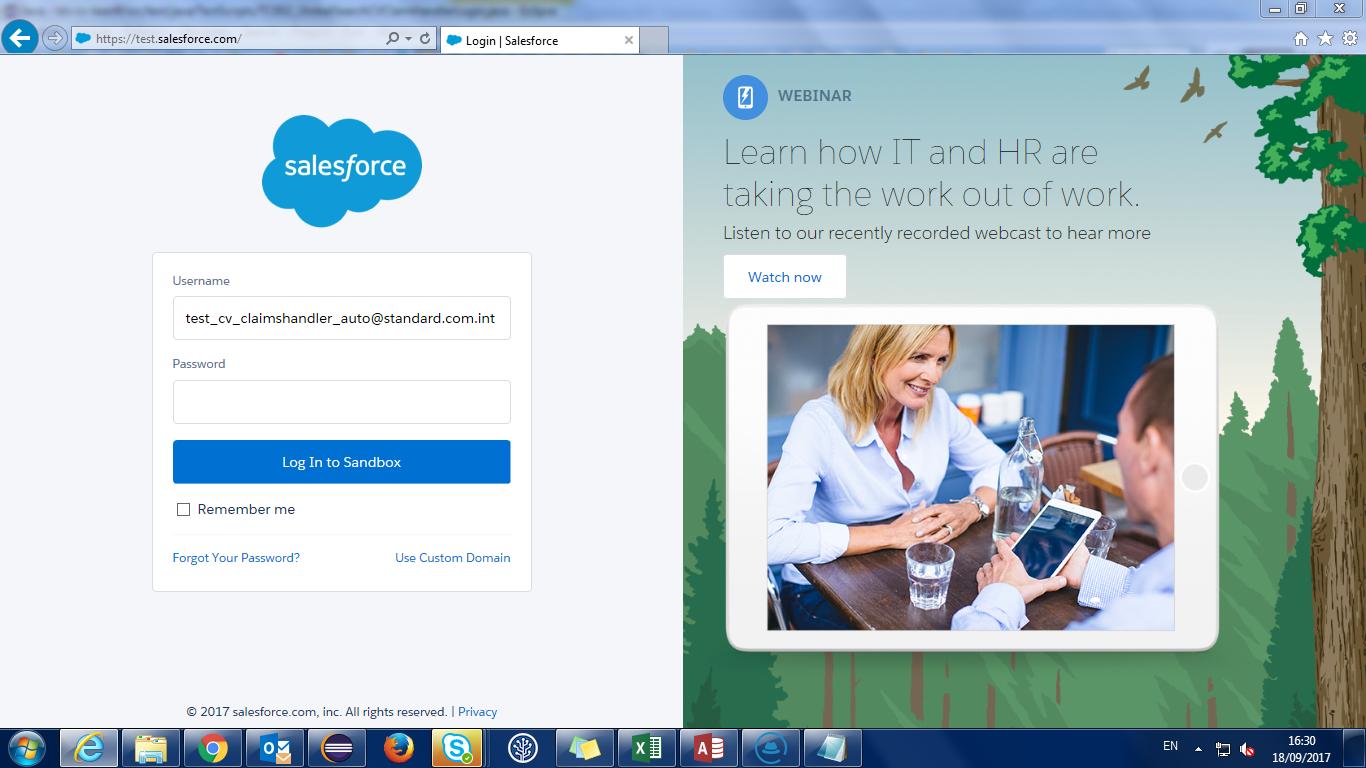 https://test.salesforce.com/
Login | Salesforce
salesforce
Username
test_cv_claimshandler_auto@standard.com.int
Password
Log In to Sandbox
Remember me
Forgot Your Password?
Use Custom Domain
© 2017 salesforce.com, inc. All rights reserved. | Privacy
WEBINAR
Learn how IT and HR are
taking the work out of work.
Listen to our recently recorded webcast to hear more
Watch now
EN
16:30
18/09/2017